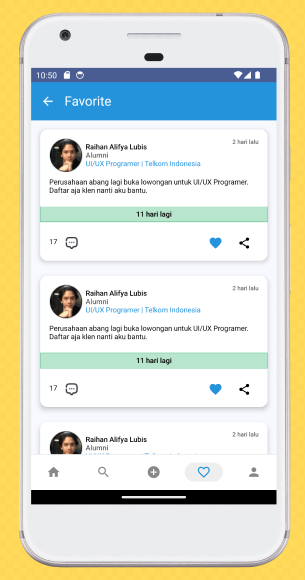 10:50
Favorite
2 hari lalu
Raihan Alifya Lubis
Alumni
UI/UX Programer | Telkom Indonesia
Perusahaan abang lagi buka lowongan untuk UI/UX Programer.
Daftar aja klen nanti aku bantu.
11 hari lagi
17
2 hari lalu
Raihan Alifya Lubis
Alumni
UI/UX Programer | Telkom Indonesia
Perusahaan abang lagi buka lowongan untuk UI/UX Programer.
Daftar aja klen nanti aku bantu.
11 hari lagi
17
2 hari lalu
Raihan Alifya Lubis
Alumni